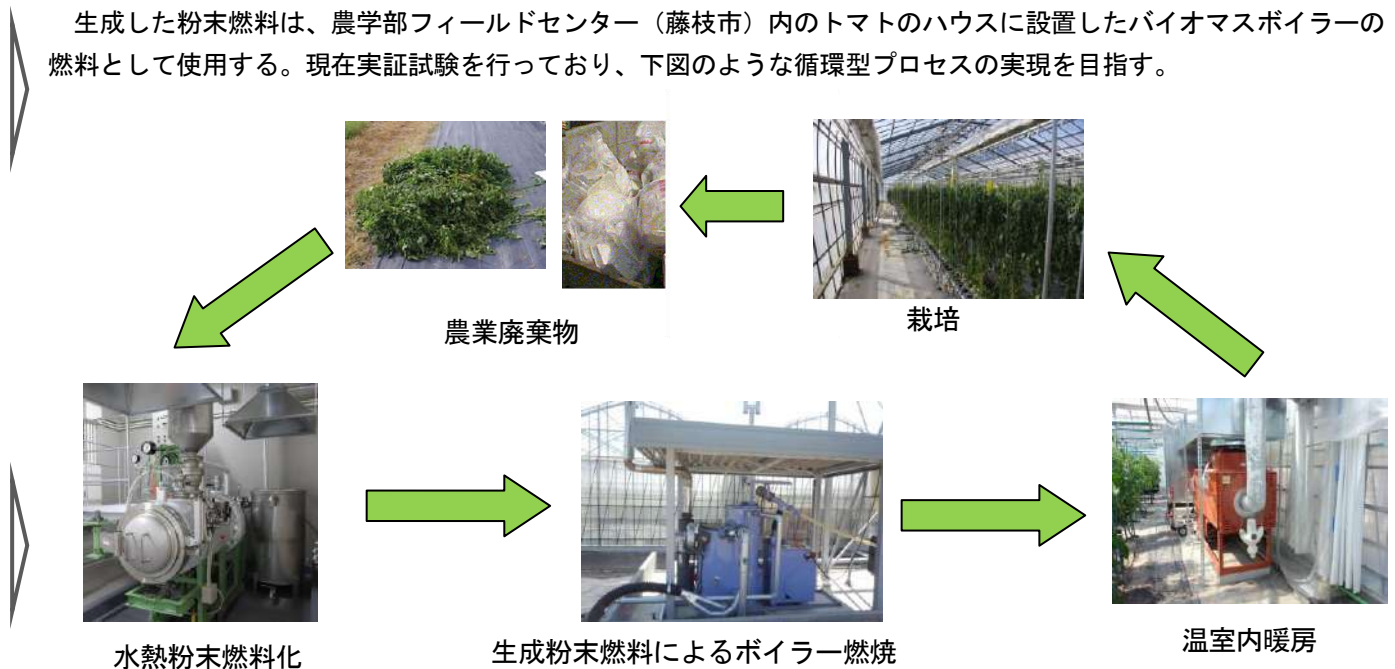 生成した粉末燃料は、農学部フィールドセンター（藤枝市）内のトマトのハウスに設置したバイオマスボイラーの
燃料として使用する。現在実証試験を行っており、下図のような循環型プロセスの実現を目指す。
農業廃棄物
栽培
水熱粉末燃料化
生成粉末燃料によるボイラー燃焼
温室内暖房